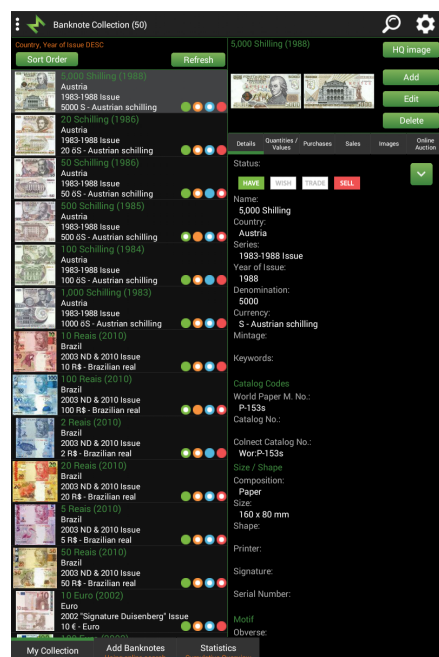 Banknote Collection (50)
Country, Year of Issue DESC
Sort Order
Refresh
5,000 Shilling (1988)
Austria
1983-1988 Issue
5000 S - Austrian schilling
20 Shilling (1986)
Austria
1983-1988 Issue
20 öS - Austrian schilling
50 Shilling (1986)
Austria
1983-1988 Issue
50 öS - Austrian schilling
500 Shilling (1985)
Austria
1983-1988 Issue
500 öS - Austrian schilling
100 Shilling (1984)
Austria
1983-1988 Issue
100 öS - Austrian schilling
1,000 Shilling (1983)
Austria
1983-1988 Issue
1000 öS - Austrian schilling
10 Reais (2010)
Brazil
2003 ND & 2010 Issue
10 R$ - Brazilian real
100 Reais (2010)
Brazil
2003 ND & 2010 Issue
100 R$ - Brazilian real
2 Reais (2010)
Brazil
2003 ND & 2010 Issue
2 R$ - Brazilian real
20 Reais (2010)
Brazil
2003 ND & 2010 Issue
20 R$ - Brazilian real
5 Reais (2010)
Brazil
2003 ND & 2010 Issue
5 R$ - Brazilian real
50 Reais (2010)
Brazil
2003 ND & 2010 Issue
50 R$ - Brazilian real
10 Euro (2002)
Euro
2002 "Signature Duisenberg" Issue
10 € - Euro
My Collection
Add Banknotes
Statistics
5,000 Shilling (1988)
HQ image
Add
Edit
Delete
Details
Quantities /
Values
Purchases
Sales
Images
Online
Auction
Status:
HAVE
WISH
TRADE
SELL
Name:
5,000 Shilling
Country:
Austria
Series:
1983-1988 Issue
Year of Issue:
1988
Denomination:
5000
Currency:
S - Austrian schilling
Mintage:
Keywords:
Catalog Codes
World Paper M. No.:
P-153s
Catalog No.:
Colnect Catalog No.:
Wor:P-153s
Size / Shape
Composition:
Paper
Size:
160 x 80 mm
Shape:
Printer:
Signature:
Serial Number:
Motif
Obverse: